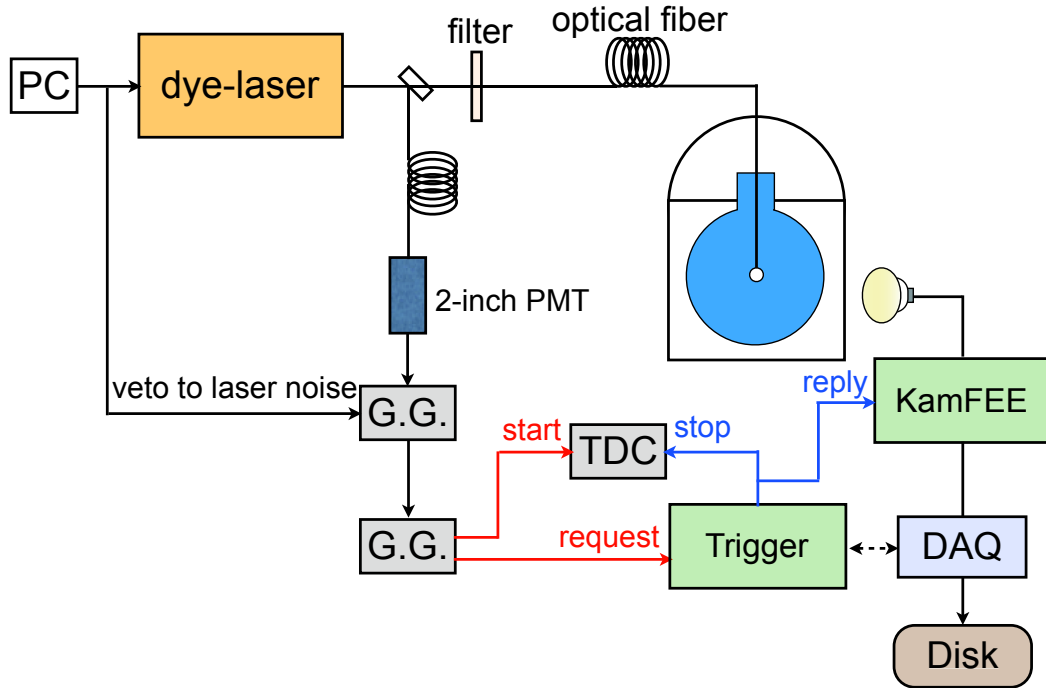 optical fiber
filter
PC
dye-laser
2-inch PMT
veto to laser noise
G.G.
reply
KamFEE
start
TDC
stop
G.G.
request
Trigger
DAQ
Disk